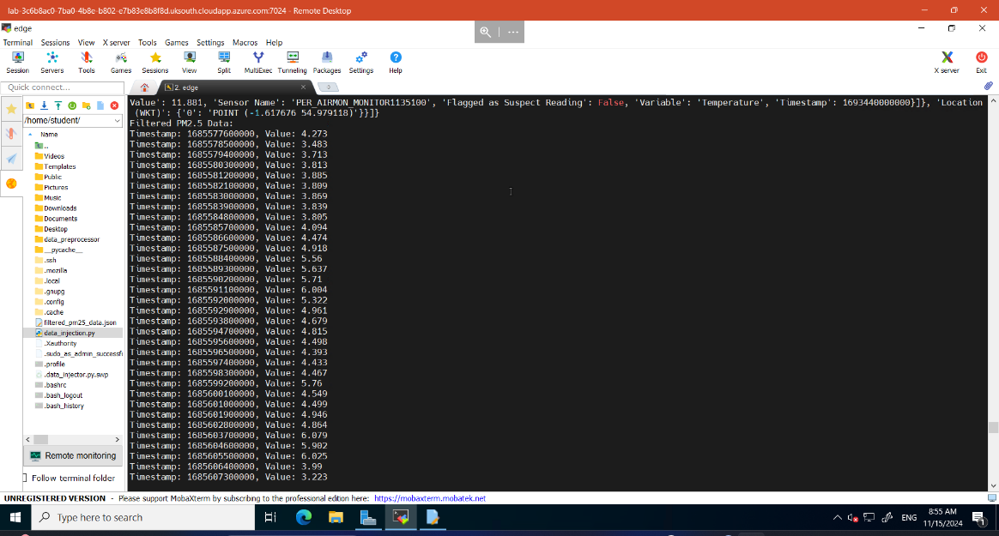 lab-3c6b8ac0-7ba0-4b8e-b802-e7b83e8b8f8d.uksouth.cloudapp.azure.com:7024 - Remote Desktop
edge
Terminal Sessions View X server Tools Games Settings Macros Help
Session Servers Tools Games Sessions View Split MultiExec Tunneling Packages Settings Help X server Exit
Quick connect...
2. edge
/home/student/
Name
..
Videos
Templates
Public
Pictures
Music
Downloads
Documents
Desktop
data_preprocessor
__pycache__
.ssh
.mozilla
.local
.gnupg
.config
.cache
filtered_pm25_data.json
data_injection.py
.Xauthority
.sudo_as_admin_successf
.profile
.data_injector.py.swp
.bashrc
.bash_logout
.bash_history
Remote monitoring
Follow terminal folder
Value': 11.881, 'Sensor Name': 'PER_AIRMON_MONITOR1135100', 'Flagged as Suspect Reading': False, 'Variable': 'Temperature', 'Timestamp': 1693440000000}]}, 'Location
(WKT)': {'0': 'POINT (-1.617676 54.979118)'}}]}
Filtered PM2.5 Data:
Timestamp: 1685577600000, Value: 4.273
Timestamp: 1685578500000, Value: 3.483
Timestamp: 1685579400000, Value: 3.713
Timestamp: 1685580300000, Value: 3.813
Timestamp: 1685581200000, Value: 3.885
Timestamp: 1685582100000, Value: 3.809
Timestamp: 1685583000000, Value: 3.869
Timestamp: 1685583900000, Value: 3.839
Timestamp: 1685584800000, Value: 3.805
Timestamp: 1685585700000, Value: 4.094
Timestamp: 1685586600000, Value: 4.474
Timestamp: 1685587500000, Value: 4.918
Timestamp: 1685588400000, Value: 5.56
Timestamp: 1685589300000, Value: 5.637
Timestamp: 1685590200000, Value: 5.71
Timestamp: 1685591100000, Value: 6.004
Timestamp: 1685592000000, Value: 5.322
Timestamp: 1685592900000, Value: 4.961
Timestamp: 1685593800000, Value: 4.679
Timestamp: 1685594700000, Value: 4.815
Timestamp: 1685595600000, Value: 4.498
Timestamp: 1685596500000, Value: 4.393
Timestamp: 1685597400000, Value: 4.433
Timestamp: 1685598300000, Value: 4.467
Timestamp: 1685599200000, Value: 5.76
Timestamp: 1685600100000, Value: 4.549
Timestamp: 1685601000000, Value: 4.499
Timestamp: 1685601900000, Value: 4.946
Timestamp: 1685602800000, Value: 4.864
Timestamp: 1685603700000, Value: 6.079
Timestamp: 1685604600000, Value: 5.902
Timestamp: 1685605500000, Value: 6.025
Timestamp: 1685606400000, Value: 3.99
Timestamp: 1685607300000, Value: 3.223
UNREGISTERED VERSION - Please support MobaXterm by subscribing to the professional edition here: https://mobaxterm.mobatek.net
Type here to search
ENG
8:55 AM
11/15/2024
1